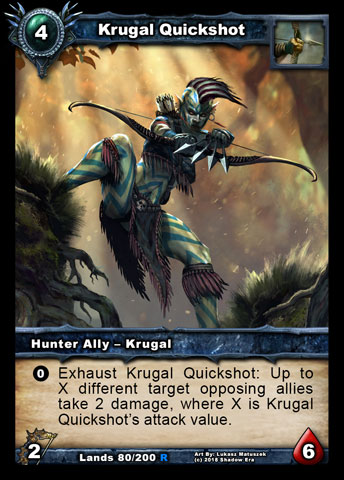 4
Krugal Quickshot
Hunter Ally – Krugal
0
Exhaust Krugal Quickshot: Up to
X different target opposing allies
take 2 damage, where X is Krugal
Quickshot's attack value.
2
Lands 80/200 R
Art By: Lukasz Matuszek
(c) 2018 Shadow Era
6